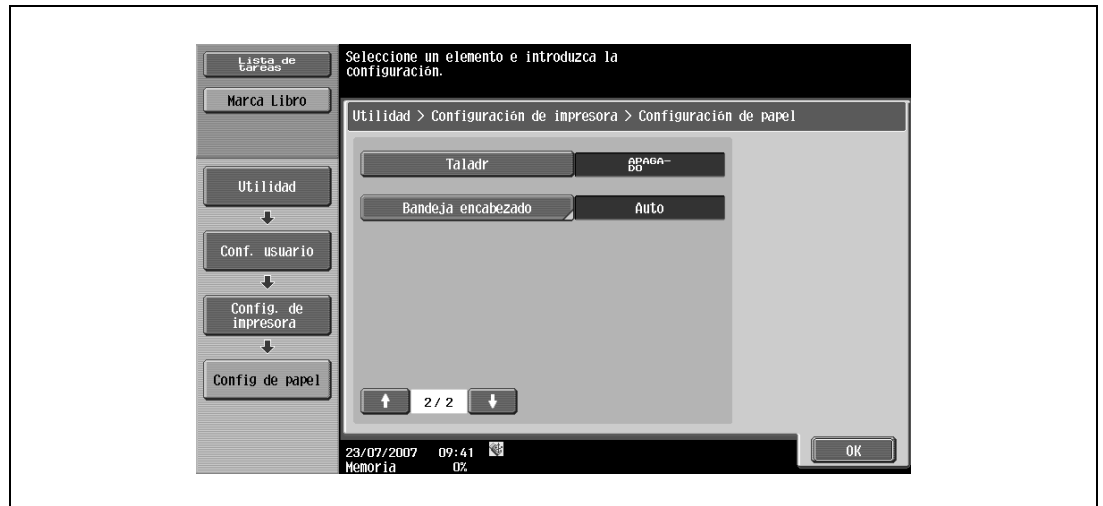 Lista de
tareas
Marca Libro
Utilidad
Conf. usuario
Config. de
impresora
Config de papel
Seleccione un elemento e introduzca la
configuración.
Utilidad > Configuración de impresora > Configuración de papel
Taladr
APAGA-
DO
Bandeja encabezado
Auto
2/2
23/07/2007 09:41
Memoria 0%
OK